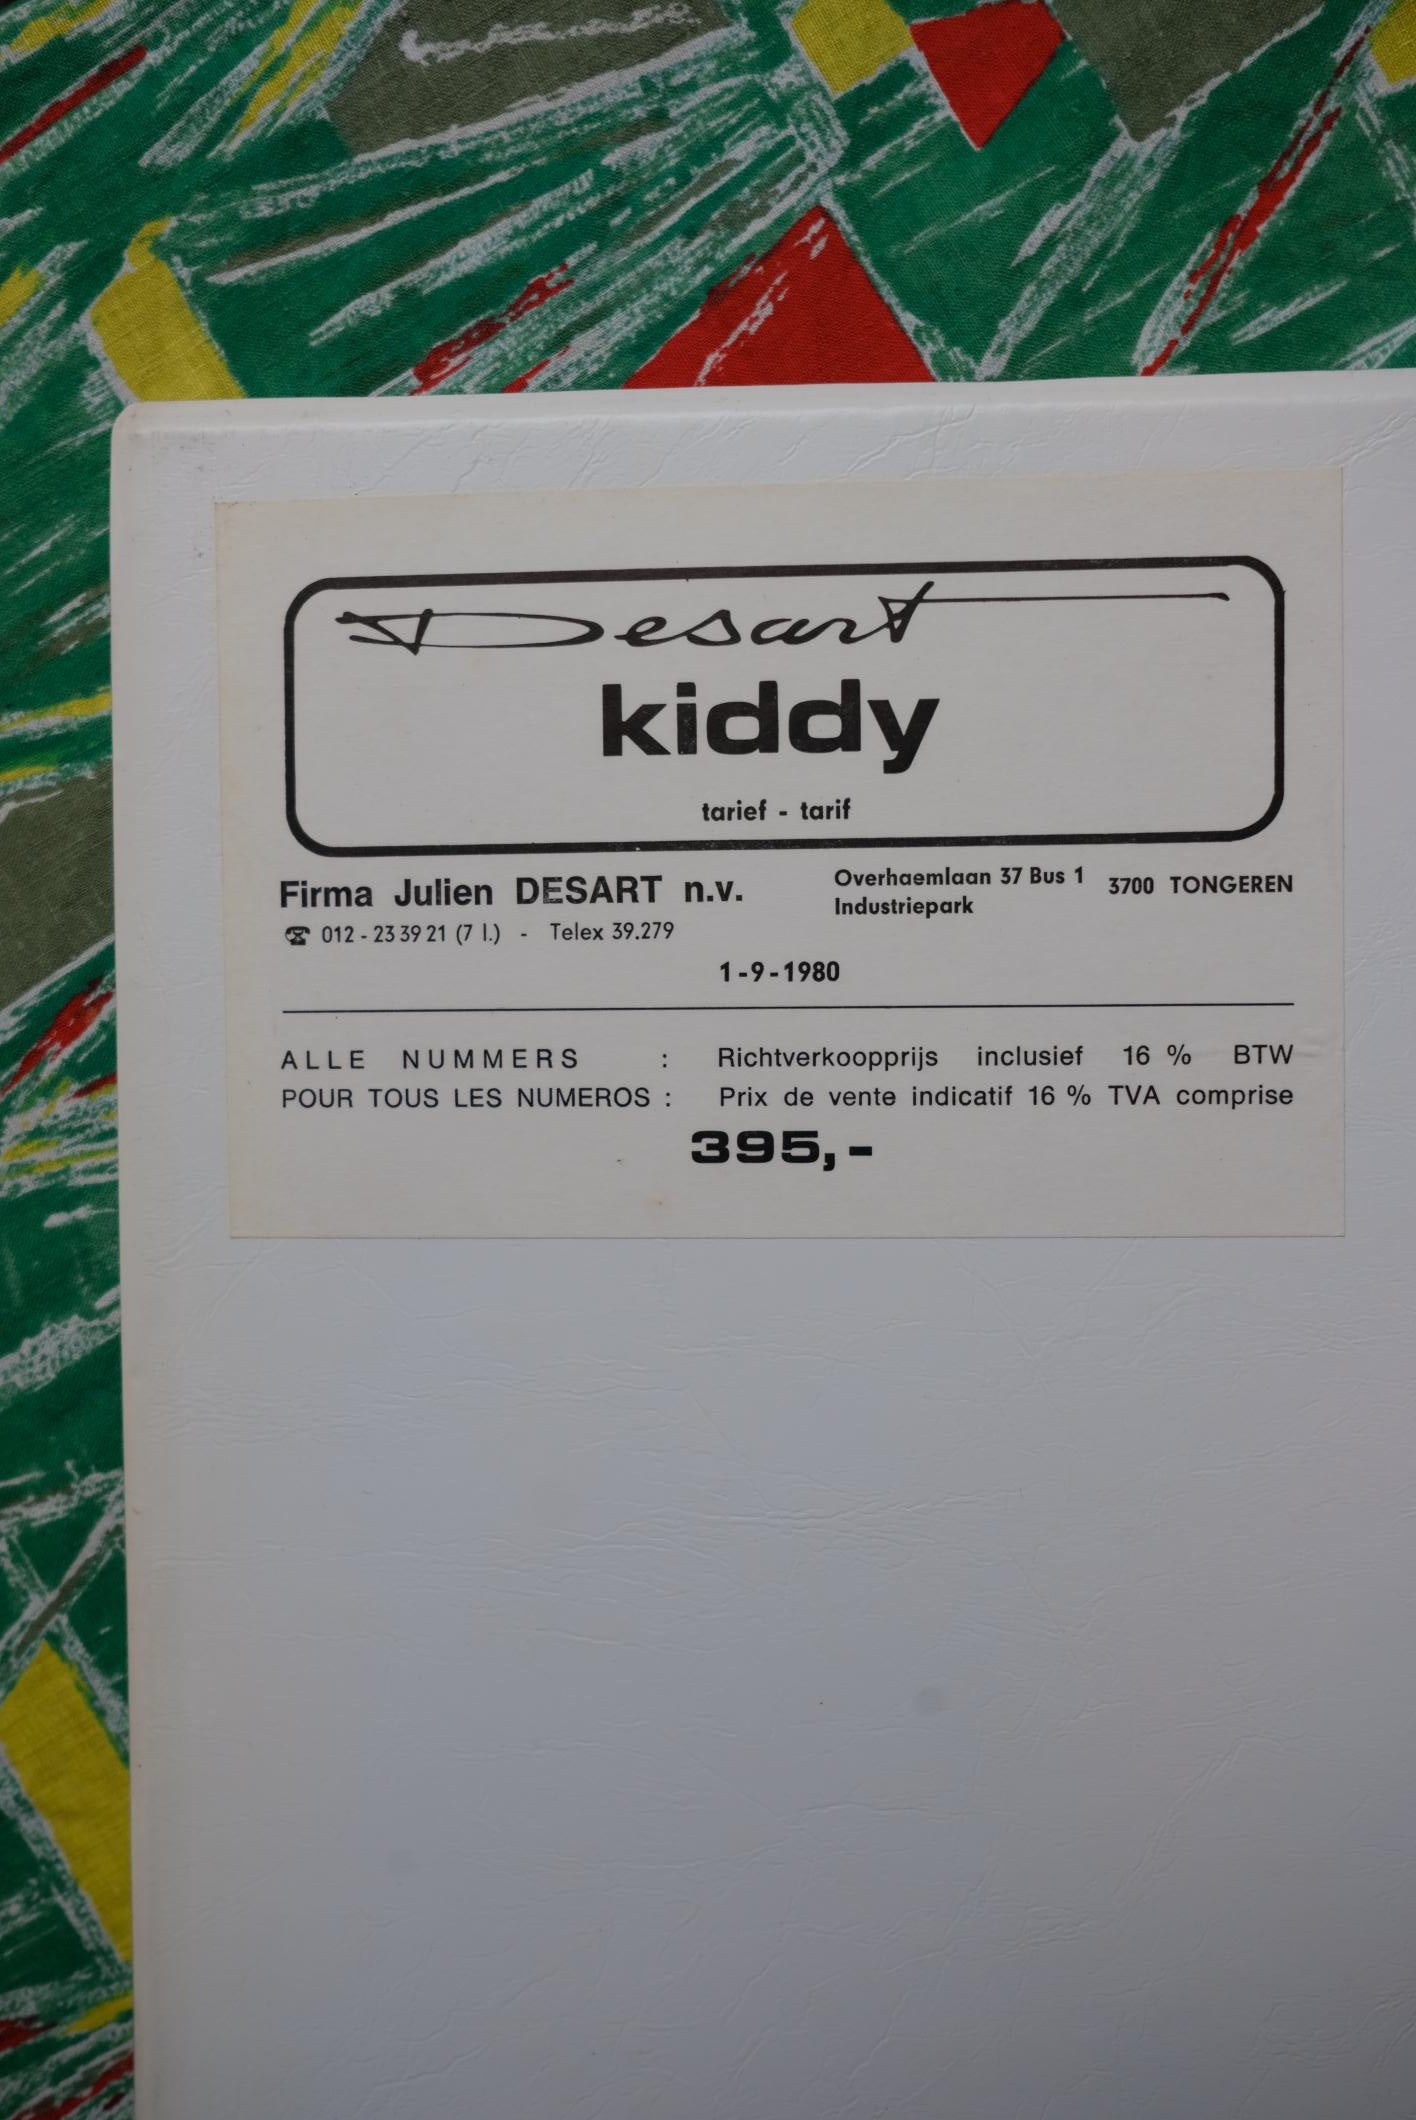 Desart
kiddy
tarief - tarif
Firma Julien DESART n.v.
Overhaemlaan 37 Bus 1
Industriepark
3700 TONGEREN
☎ 012 - 23 39 21 (7 l.) - Telex 39.279
1-9-1980
ALLE NUMMERS : Richtverkoopprijs inclusief 16 % BTW
POUR TOUS LES NUMEROS : Prix de vente indicatif 16 % TVA comprise
395,-